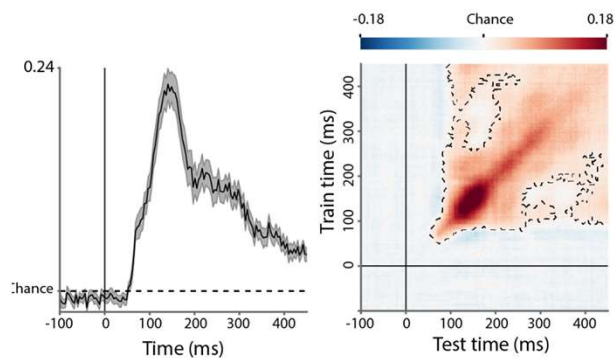 -0.18 Chance 0.18
0.24
:hance
-100 0 100 200 300 400
Time (ms)
Train time (ms)
400
300
200
100
0
-100
-100 0 100 200 300 400
Test time (ms)